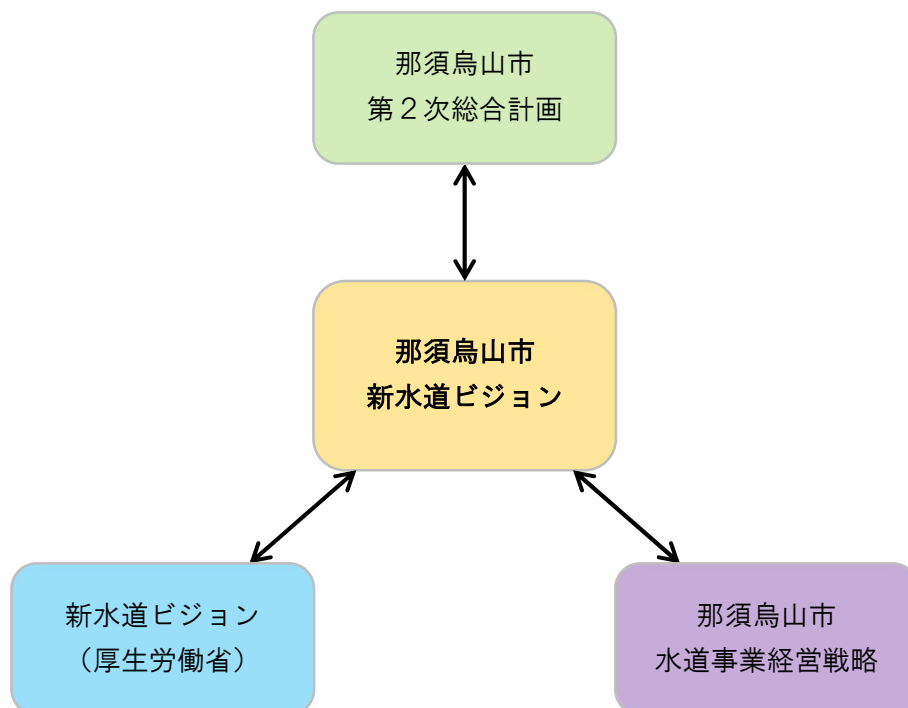 那須烏山市
第２次総合計画
那須烏山市
新水道ビジョン
新水道ビジョン
（厚生労働省）
那須烏山市
水道事業経営戦略